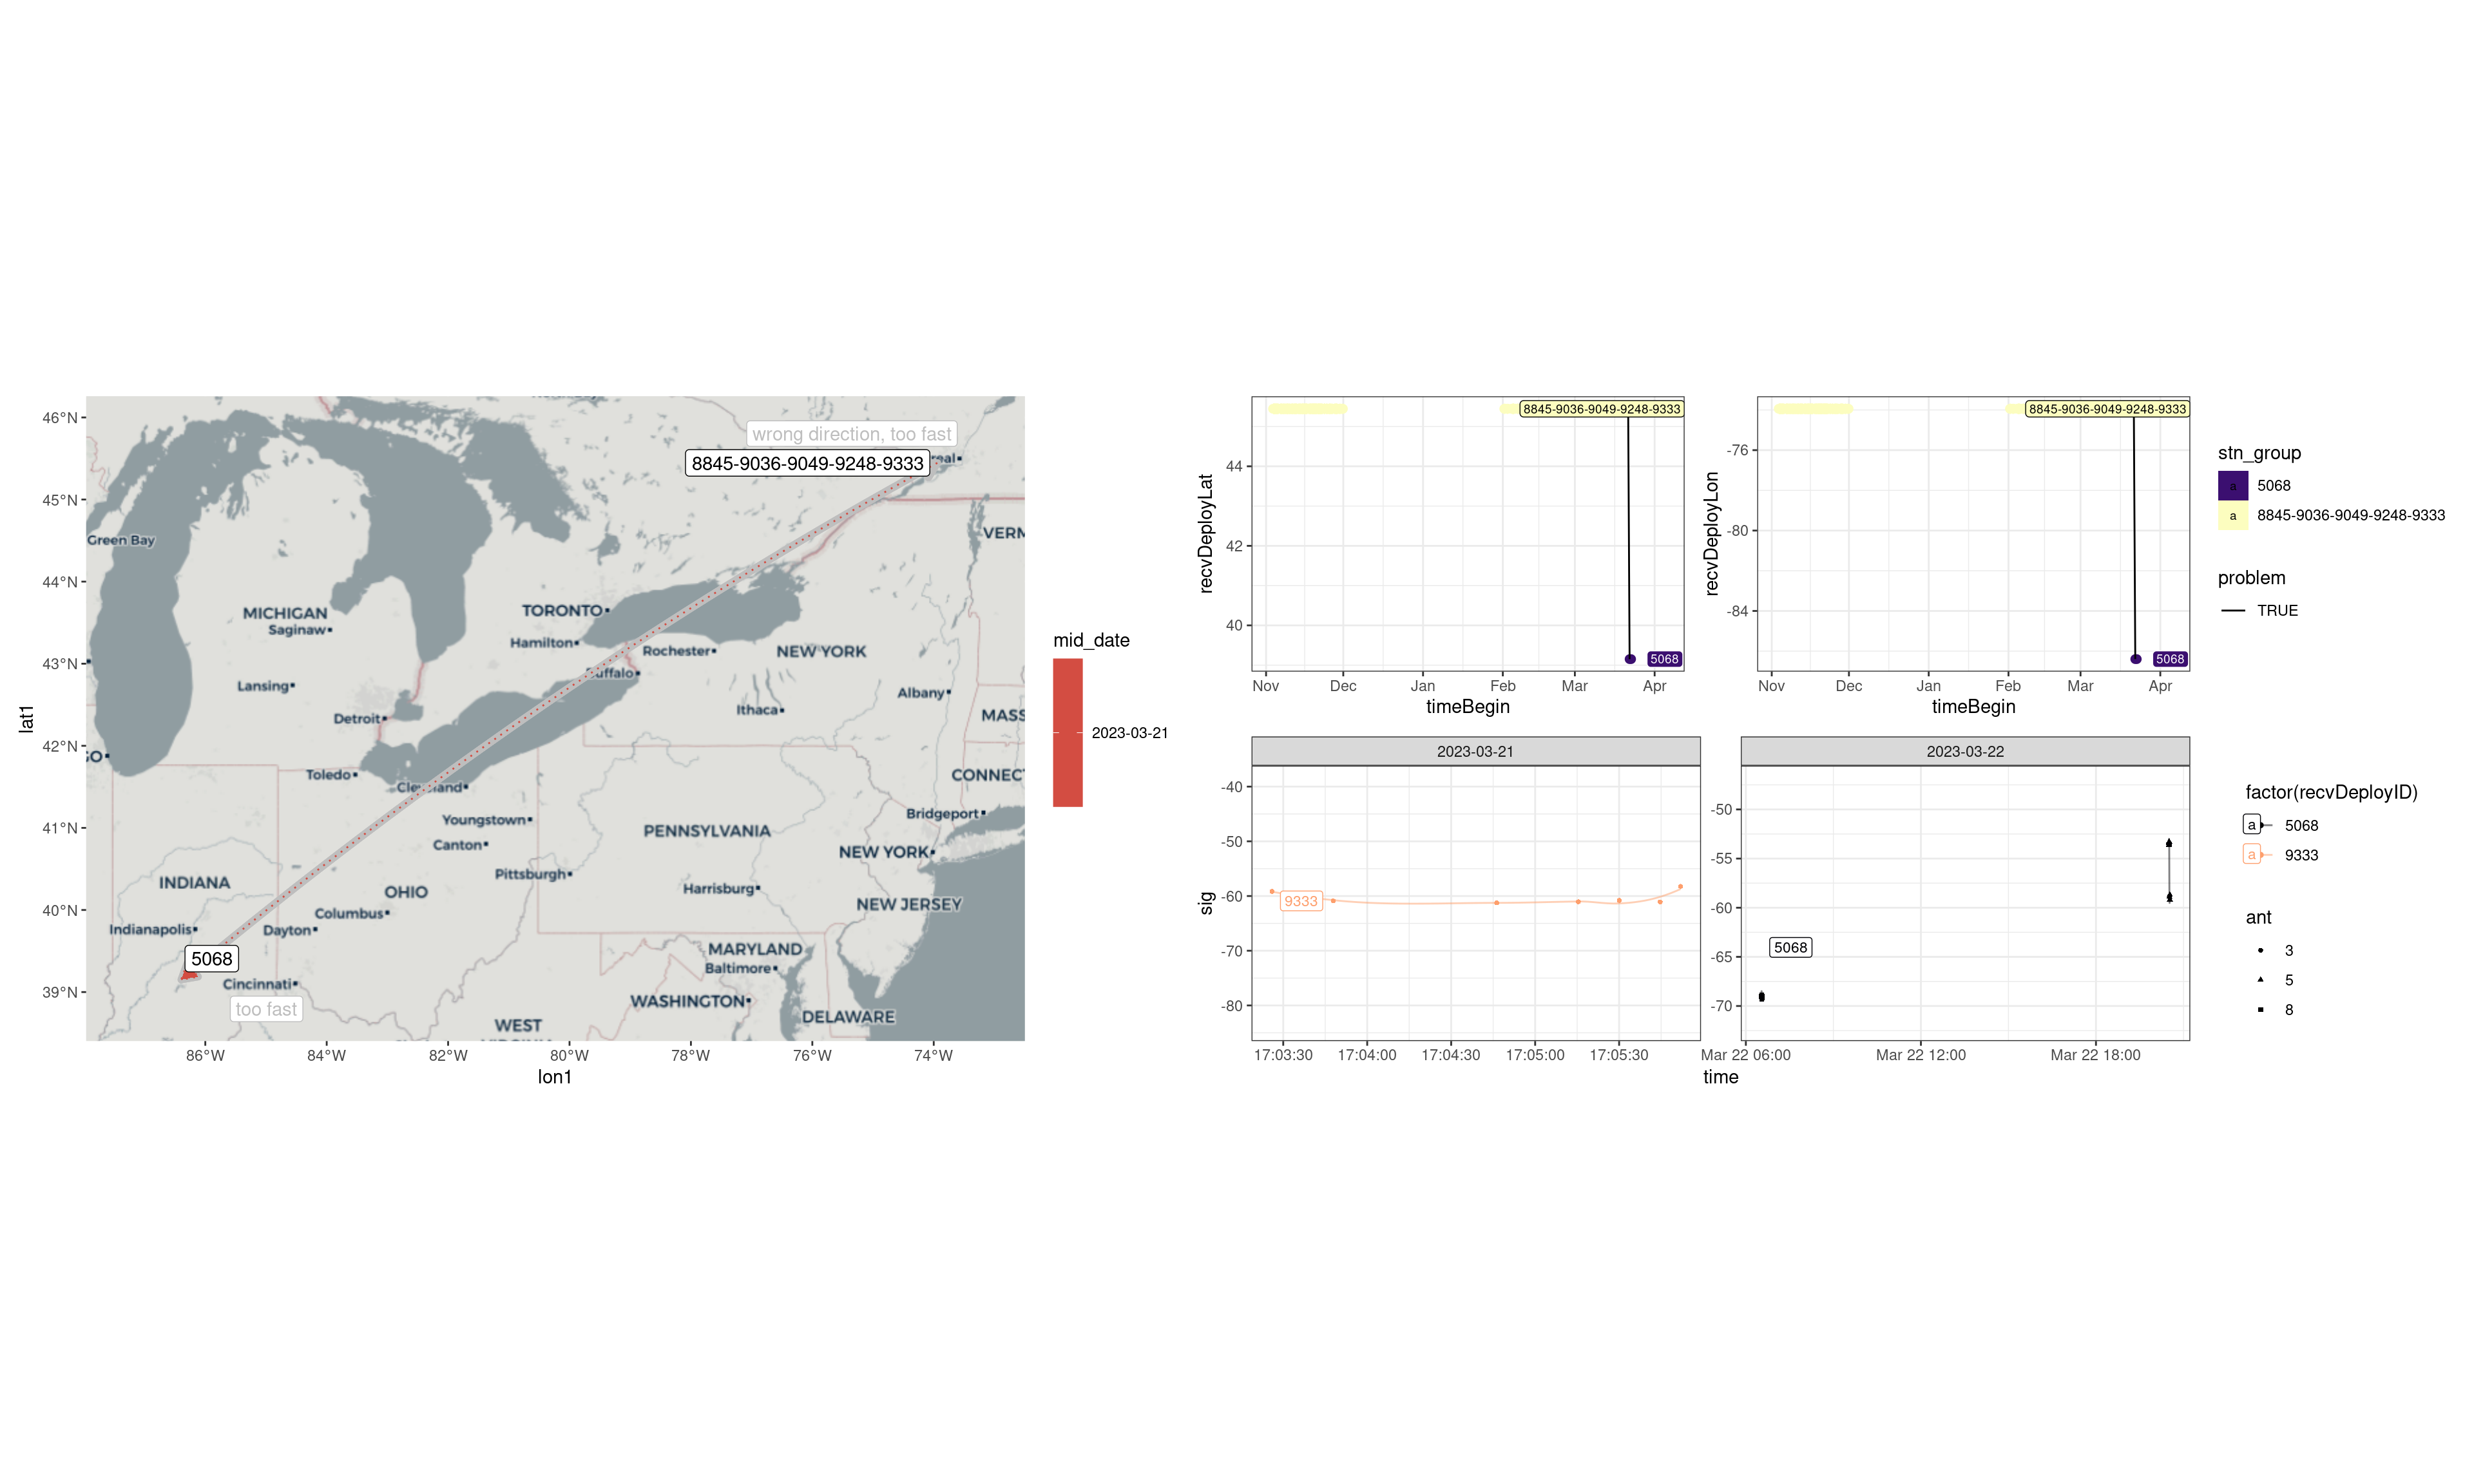 46°N
45°N
44°N
43°N
42°N
41°N
40°N
39°N
lat1
86°W
84°W
82°W
80°W
78°W
76°W
74°W
lon1
wrong direction, too fast
8845-9036-9049-9248-9333
real
Green Bay
VERM
MICHIGAN
Saginaw
TORONTO
Hamilton
Rochester
NEW YORK
Lansing
Buffalo
Albany
Detroit
Ithaca
MASS
GO
Toledo
Cleveland
CONNECT
Youngstown
Bridgeport
PENNSYLVANIA
Canton
NEW YORK
Pittsburgh
Harrisburg
INDIANA
OHIO
NEW JERSEY
Columbus
Indianapolis
Dayton
5068
MARYLAND
Baltimore
Cincinnati
WASHINGTON
too fast
DELAWARE
WEST
mid_date
2023-03-21
recvDeployLat
44
42
40
8845-9036-9049-9248-9333
5068
Nov
Dec
Jan
Feb
Mar
Apr
timeBegin
recvDeployLon
-76
-80
-84
8845-9036-9049-9248-9333
5068
Nov
Dec
Jan
Feb
Mar
Apr
timeBegin
stn_group
a 5068
a 8845-9036-9049-9248-9333
problem
TRUE
2023-03-21
sig
-40
-50
-60
-70
-80
9333
17:03:30
17:04:00
17:04:30
17:05:00
17:05:30
2023-03-22
-50
-55
-60
-65
-70
5068
Mar 22 06:00
Mar 22 12:00
Mar 22 18:00
time
factor(recvDeployID)
a 5068
a 9333
ant
3
5
8